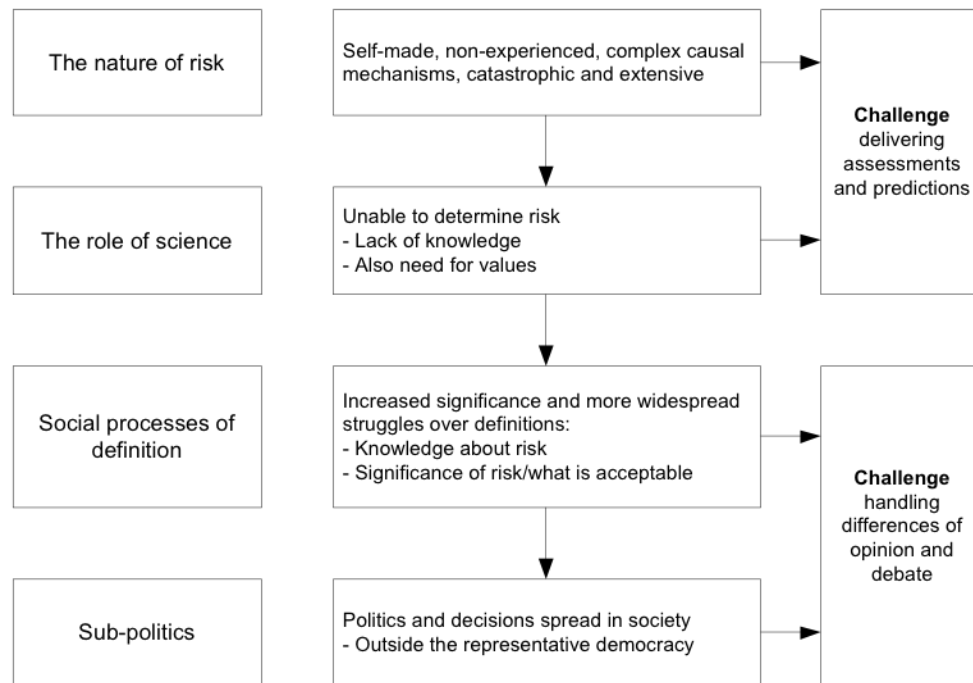 The nature of risk
Self-made, non-experienced, complex causal
mechanisms, catastrophic and extensive
Challenge
delivering
assessments
and predictions
The role of science
Unable to determine risk
- Lack of knowledge
- Also need for values
Social processes of
definition
Increased significance and more widespread
struggles over definitions:
- Knowledge about risk
- Significance of risk/what is acceptable
Challenge
handling
differences of
opinion and
debate
Sub-politics
Politics and decisions spread in society
- Outside the representative democracy